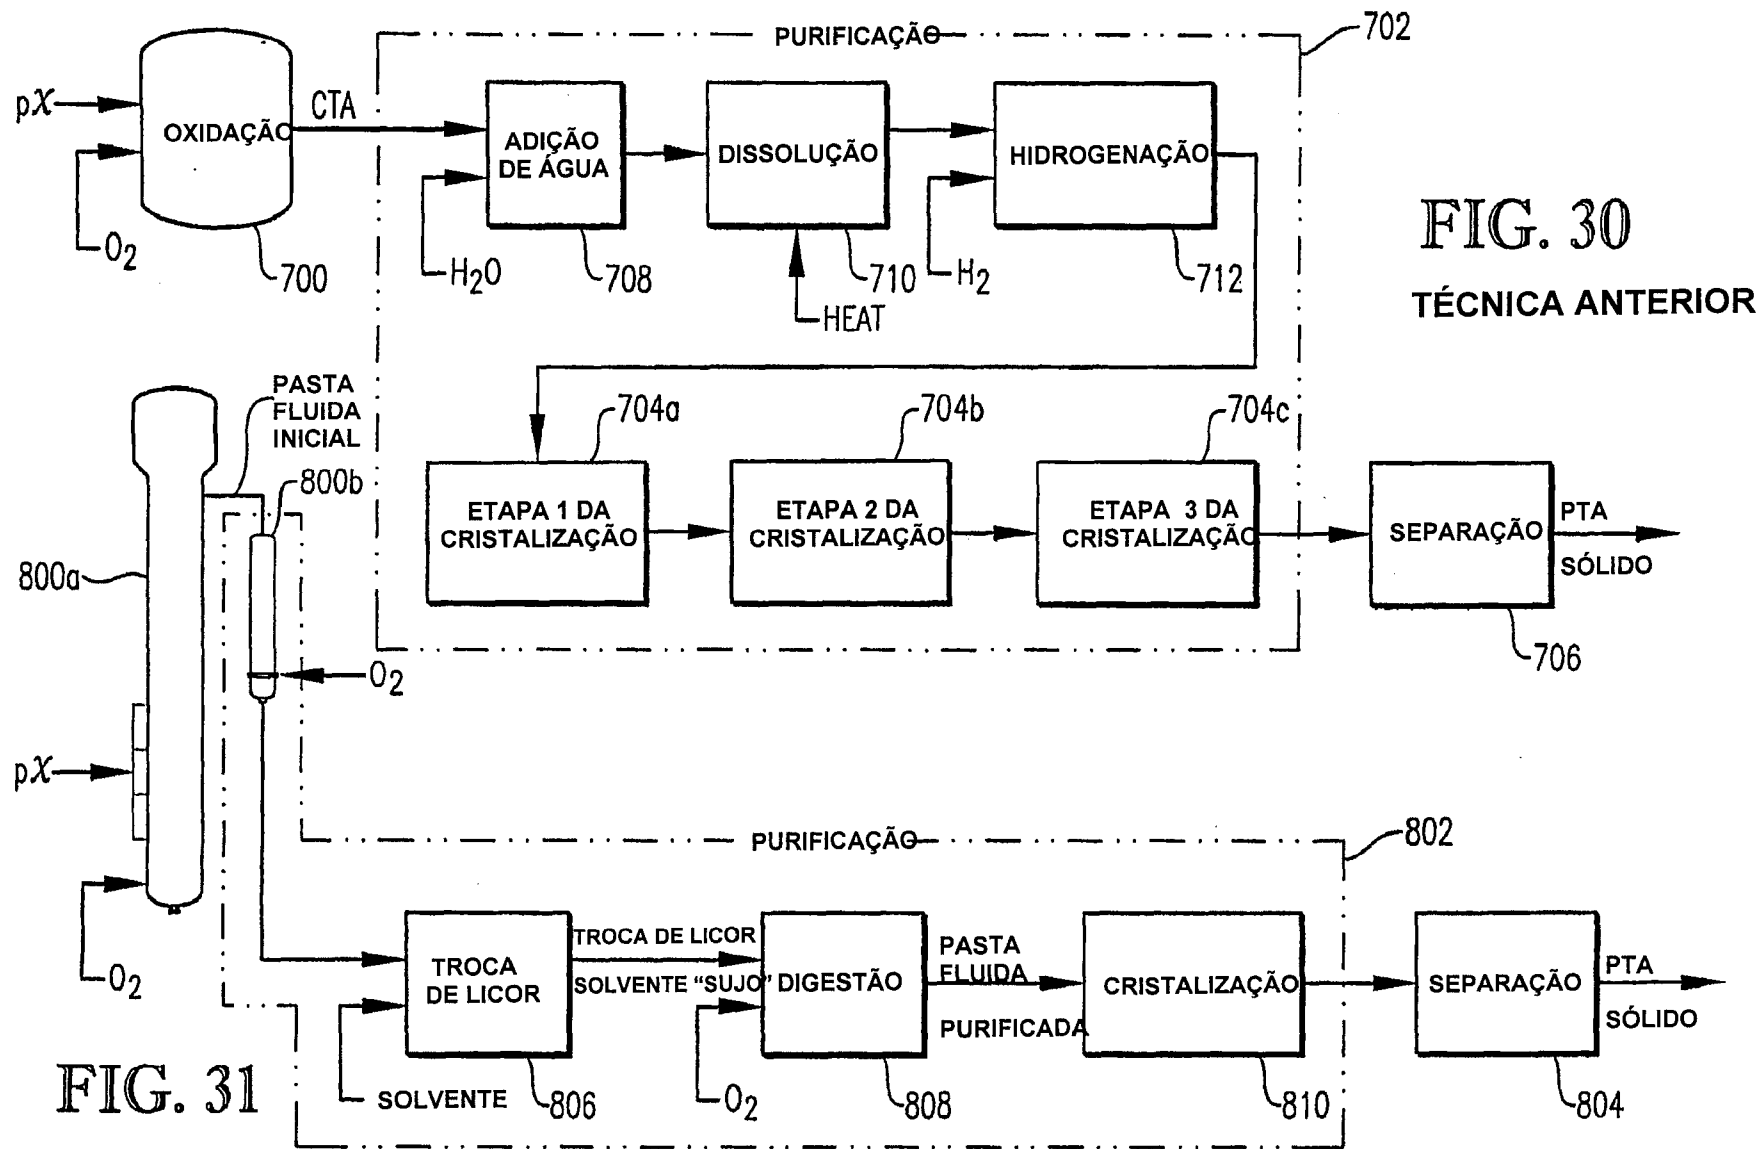 PURIFICAÇÃO
702
pX
OXIDAÇÃO
O2
700
CTA
ADIÇÃO
DE ÁGUA
H2O
708
DISSOLUÇÃO
710
HEAT
HIDROGENAÇÃO
H2
712
FIG. 30
TÉCNICA ANTERIOR
704a
ETAPA 1 DA
CRISTALIZAÇÃO
704b
ETAPA 2 DA
CRISTALIZAÇÃO
704c
ETAPA 3 DA
CRISTALIZAÇÃO
SEPARAÇÃO
706
PTA
SÓLIDO
PASTA
FLUIDA
INICIAL
800b
800a
O2
pX
O2
PURIFICAÇÃO
802
TROCA
DE LICOR
SOLVENTE
806
TROCA DE LICOR
SOLVENTE “SUJO”
DIGESTÃO
O2
808
PASTA
FLUIDA
PURIFICADA
CRISTALIZAÇÃO
810
SEPARAÇÃO
804
PTA
SÓLIDO
FIG. 31